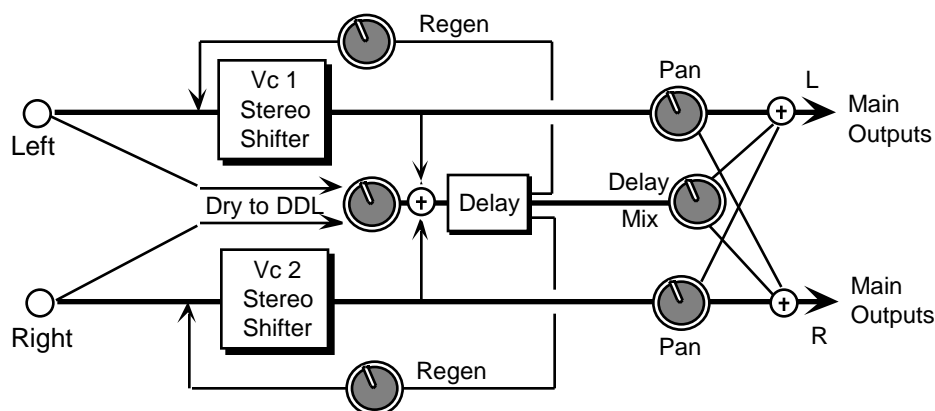 Regen
Vc 1
Stereo
Shifter
Pan
L
Main
Outputs
Left
Dry to DDL
+
Delay
Delay
Mix
+
Vc 2
Stereo
Shifter
Pan
+
Main
Outputs
R
Right
Regen